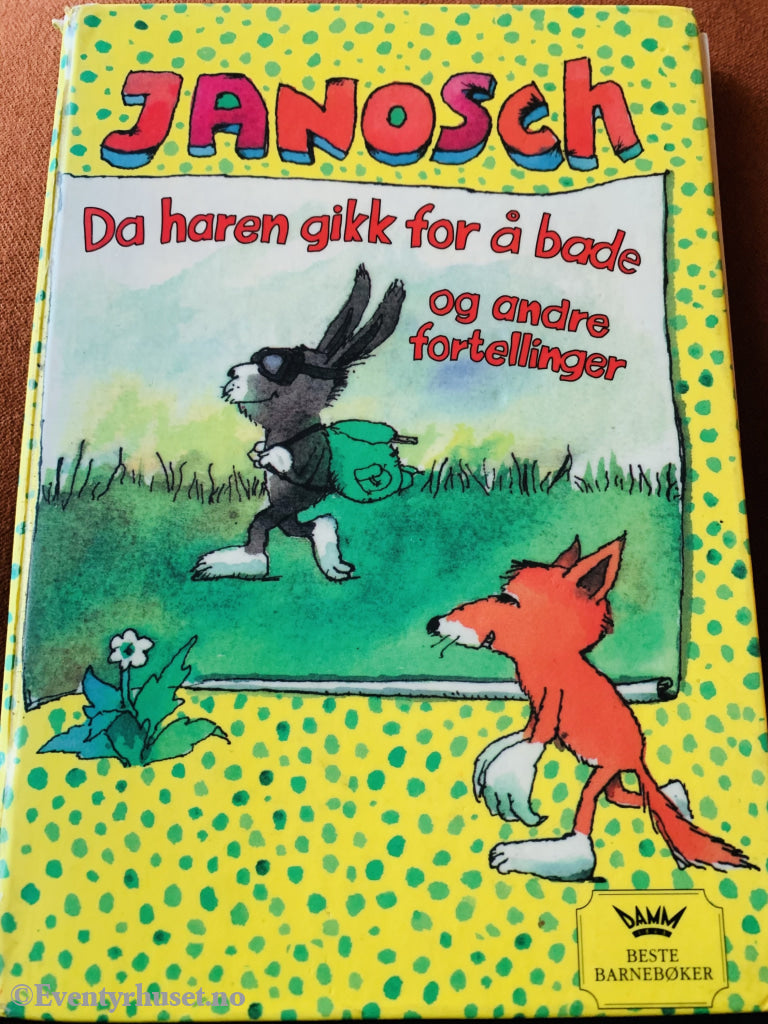 JANOSCH
Da haren gikk for å bade
og andre
fortellinger
DAMM
BESTE
BARNEBØKER
©Eventyrhuset.no